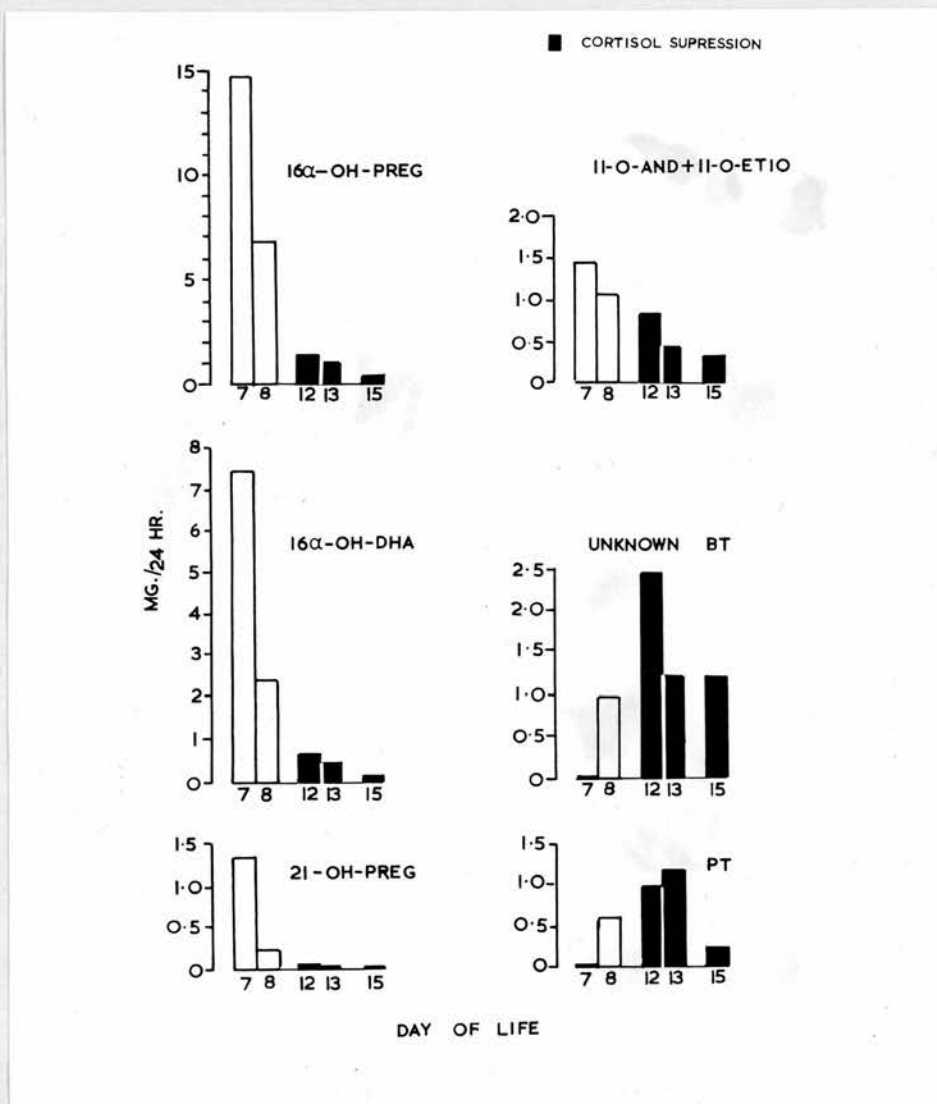 CORTISOL SUPRESSION
16α-OH-PREG
15
10
5
0
7 8 12 13 15
11-O-AND+11-O-ETIO
2·0
1·5
1·0
0·5
0
7 8 12 13 15
MG./24 HR.
16α-OH-DHA
8
7
6
5
4
3
2
1
0
7 8 12 13 15
UNKNOWN BT
2·5
2·0
1·5
1·0
0·5
0
7 8 12 13 15
21-OH-PREG
1·5
1·0
0·5
0
7 8 12 13 15
PT
1·5
1·0
0·5
0
7 8 12 13 15
DAY OF LIFE